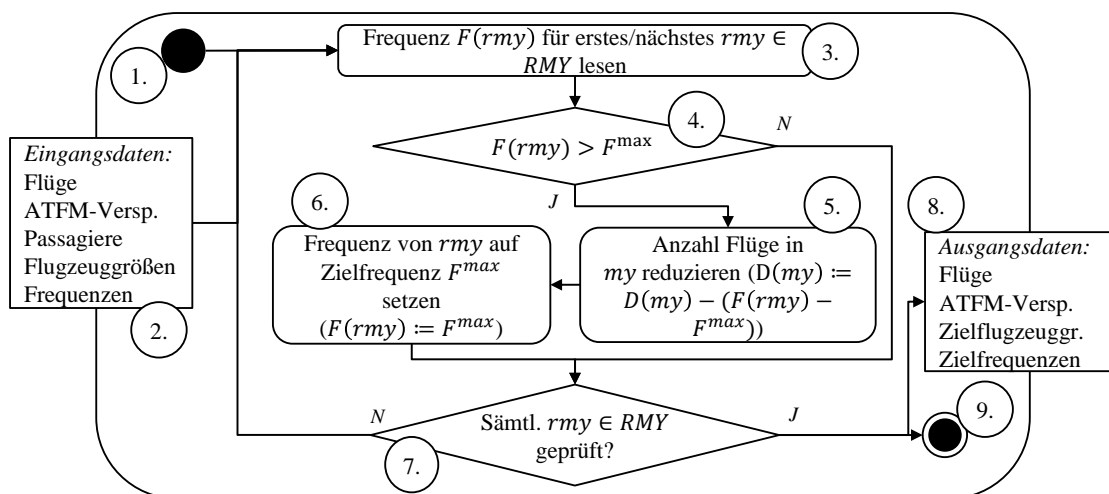 1.
Frequenz F(rmy) für erstes/nächstes rmy ∈
RMY lesen
3.
Eingangsdaten:
Flüge
ATFM-Versp.
Passagiere
Flugzeuggrößen
Frequenzen
2.
4.
F(rmy) > F^max
N
J
6.
Frequenz von rmy auf
Zielfrequenz F^max
setzen
(F(rmy) := F^max)
5.
Anzahl Flüge in
my reduzieren (D(my) :=
D(my) − (F(rmy) −
F^max))
8.
Ausgangsdaten:
Flüge
ATFM-Versp.
Zielflugzeuggr.
Zielfrequenzen
N
Sämtl. rmy ∈ RMY
geprüft?
J
7.
9.